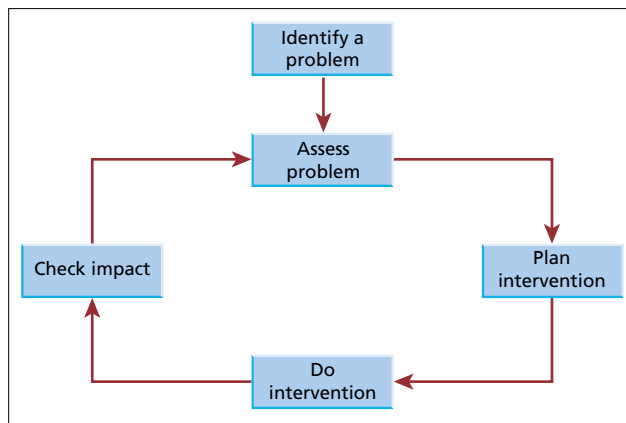 Identify a
problem
Assess
problem
Check impact
Plan
intervention
Do
intervention